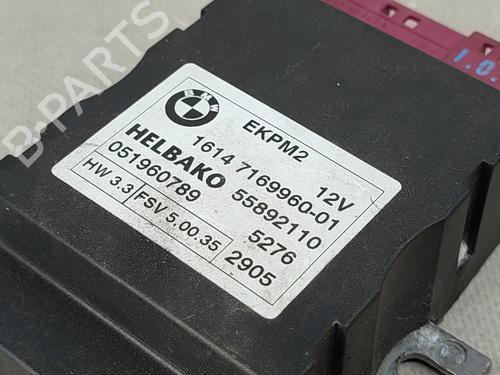 B-PARTS
1.0.
BMW
EKPM2
12V
1614 7169960-01
HELBAKO 55892110
051960789 5276
HW 3.3 FSV 5.00.35 2905